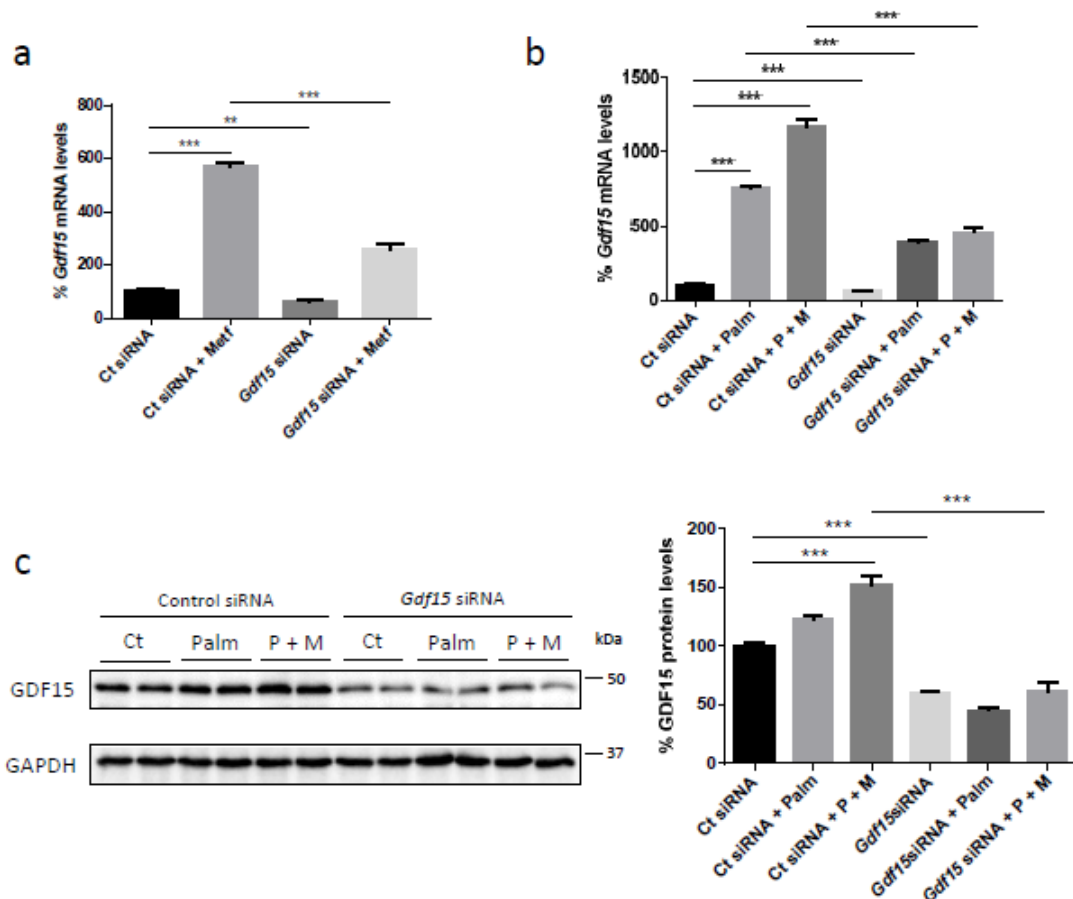 a
% Gdf15 mRNA levels
800
600
400
200
0
***
**
***
Ct siRNA
Ct siRNA + Metf
Gdf15 siRNA
Gdf15 siRNA + Metf
b
% Gdf15 mRNA levels
1500
1000
500
0
***
***
***
***
***
Ct siRNA
Ct siRNA + Palm
Ct siRNA + P + M
Gdf15 siRNA
Gdf15 siRNA + Palm
Gdf15 siRNA + P + M
c
Control siRNA Gdf15 siRNA
Ct Palm P + M Ct Palm P + M kDa
GDF15 50
GAPDH 37
% GDF15 protein levels
200
150
100
50
0
***
***
***
Ct siRNA
Ct siRNA + Palm
Ct siRNA + P + M
Gdf15siRNA
Gdf15siRNA + Palm
Gdf15 siRNA + P + M